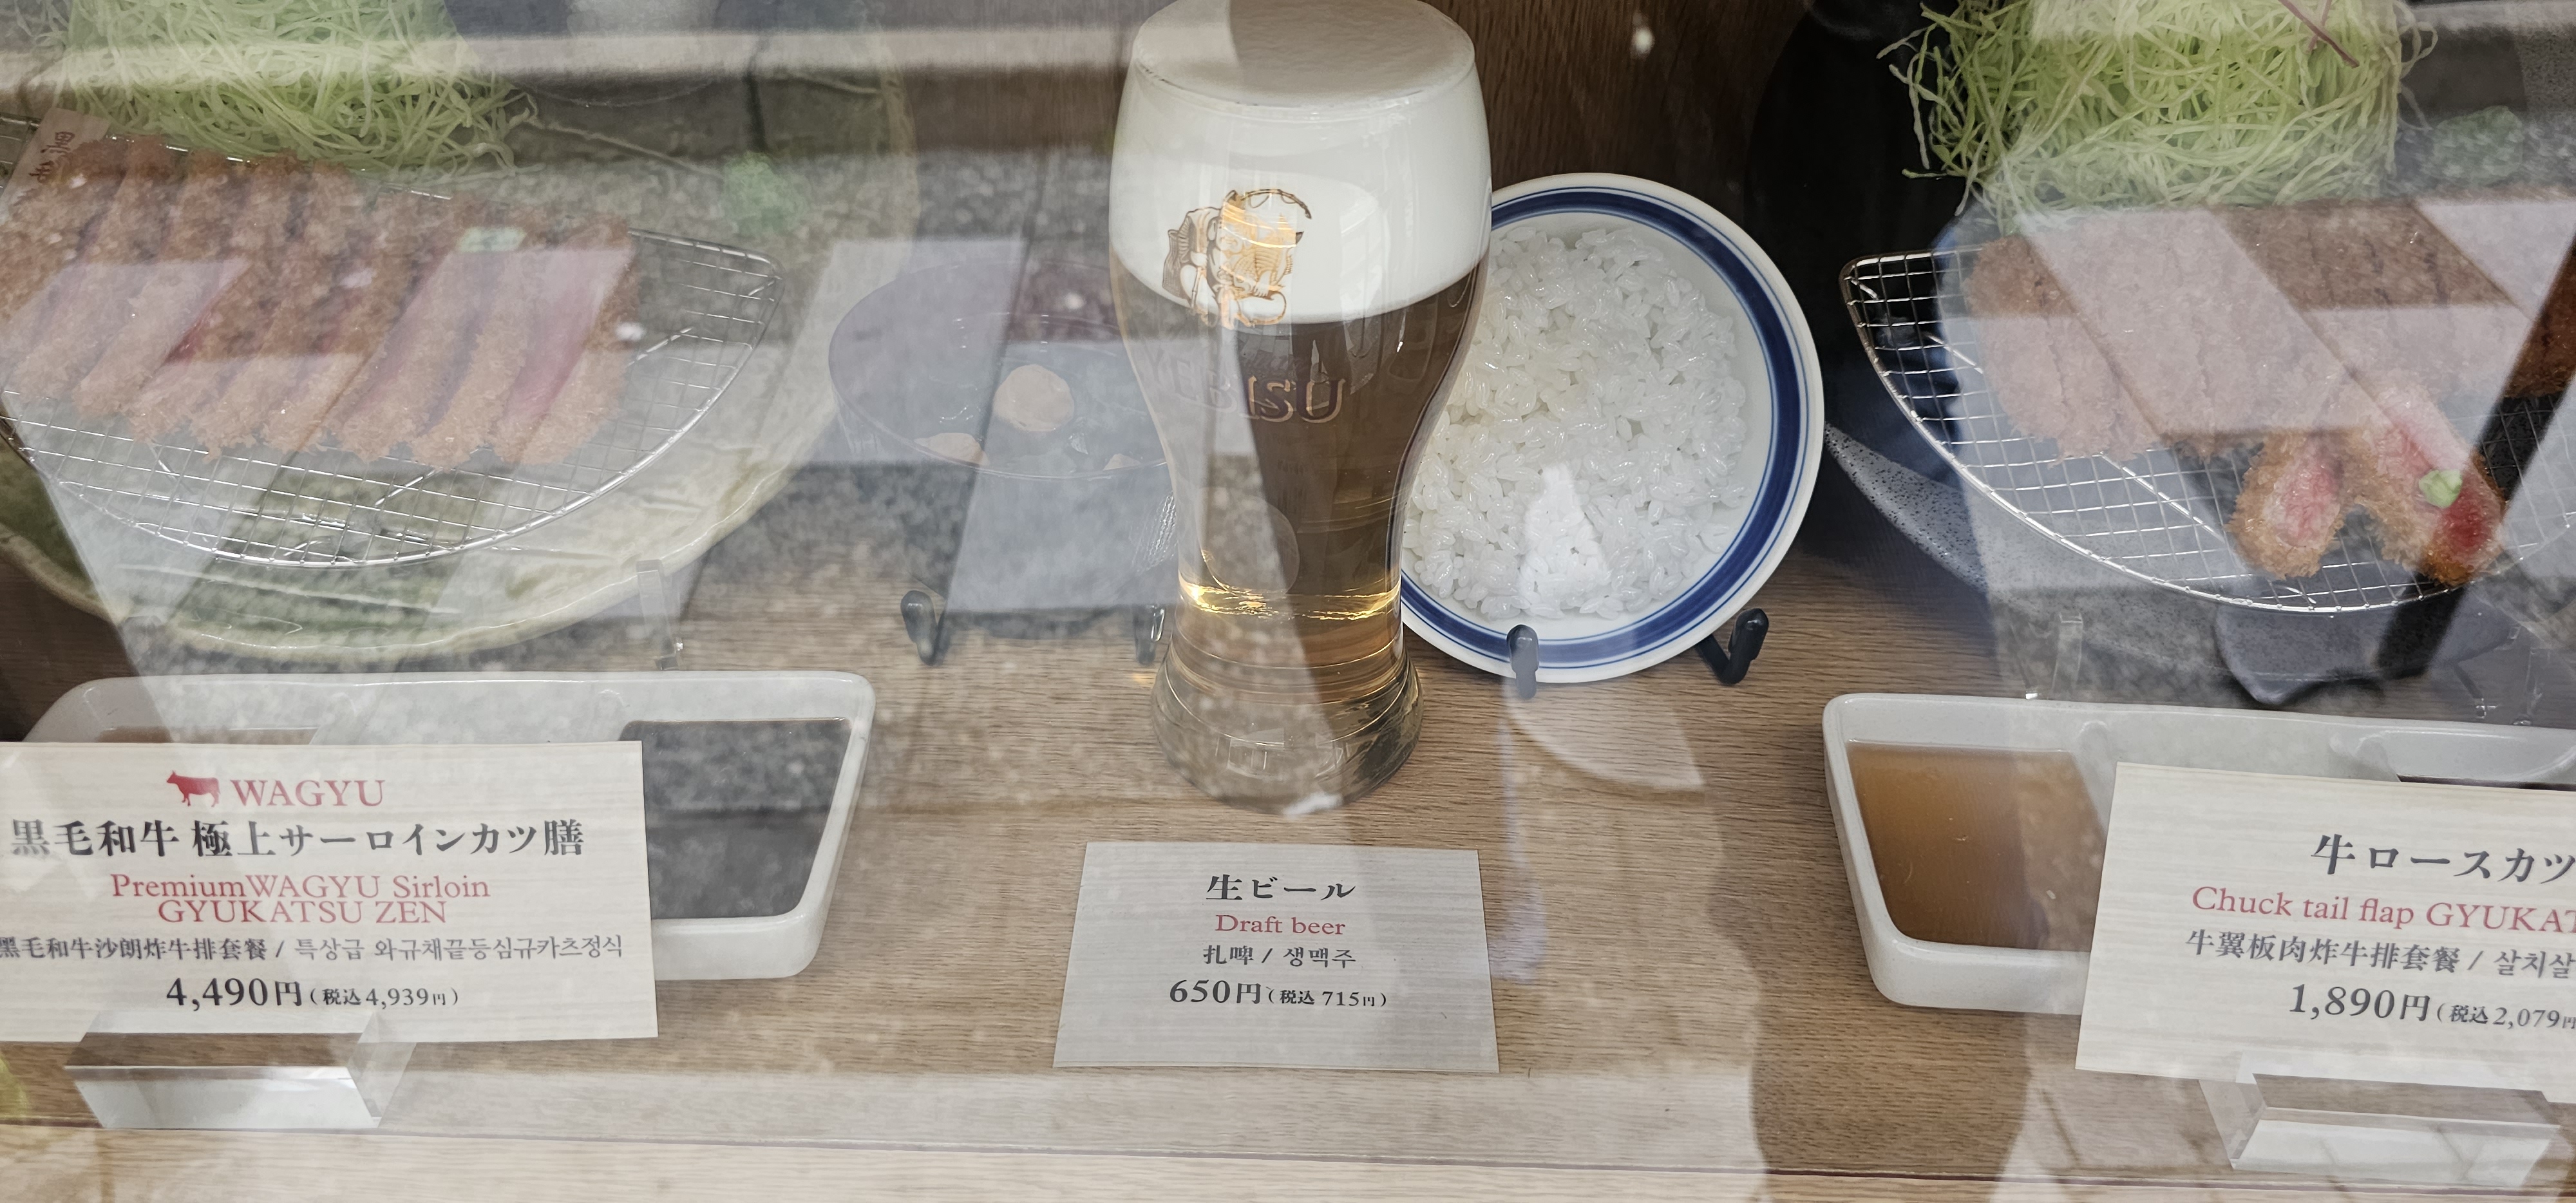 WAGYU
黒毛和牛 極上サーロインカツ膳
PremiumWAGYU Sirloin
GYUKATSU ZEN
黑毛和牛沙朗炸牛排套餐 / 특상급 와규채끝등심규카츠정식
4,490円(税込4,939円)
生ビール
Draft beer
扎啤 / 생맥주
650円(税込 715円)
牛ロースカツ
Chuck tail flap GYUKAT
牛翼板肉炸牛排套餐 / 살치살
1,890円(税込2,079円